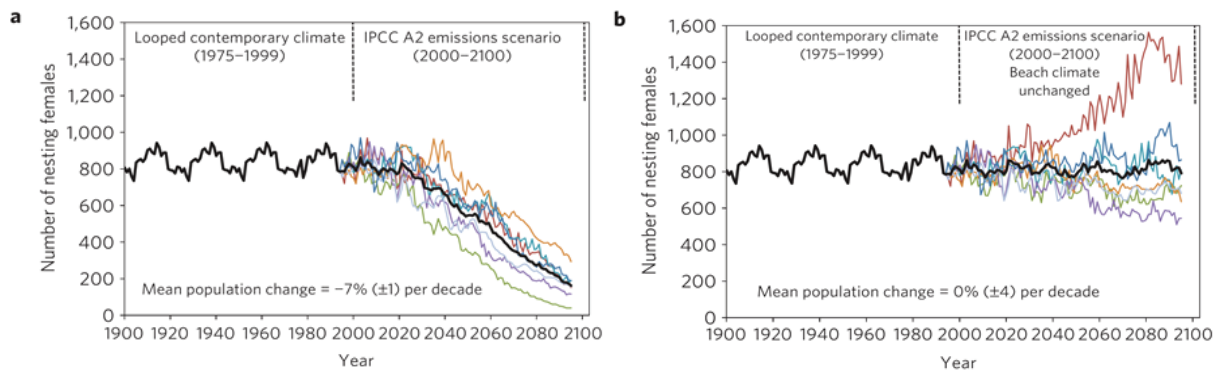 a
1,600
1,400
1,200
1,000
800
600
400
200
0
Number of nesting females
Looped contemporary climate
(1975–1999)
IPCC A2 emissions scenario
(2000–2100)
Mean population change = −7% (±1) per decade
1900 1920 1940 1960 1980 2000 2020 2040 2060 2080 2100
Year
b
1,600
1,400
1,200
1,000
800
600
400
200
0
Number of nesting females
Looped contemporary climate
(1975–1999)
IPCC A2 emissions scenario
(2000–2100)
Beach climate
unchanged
Mean population change = 0% (±4) per decade
1900 1920 1940 1960 1980 2000 2020 2040 2060 2080 2100
Year